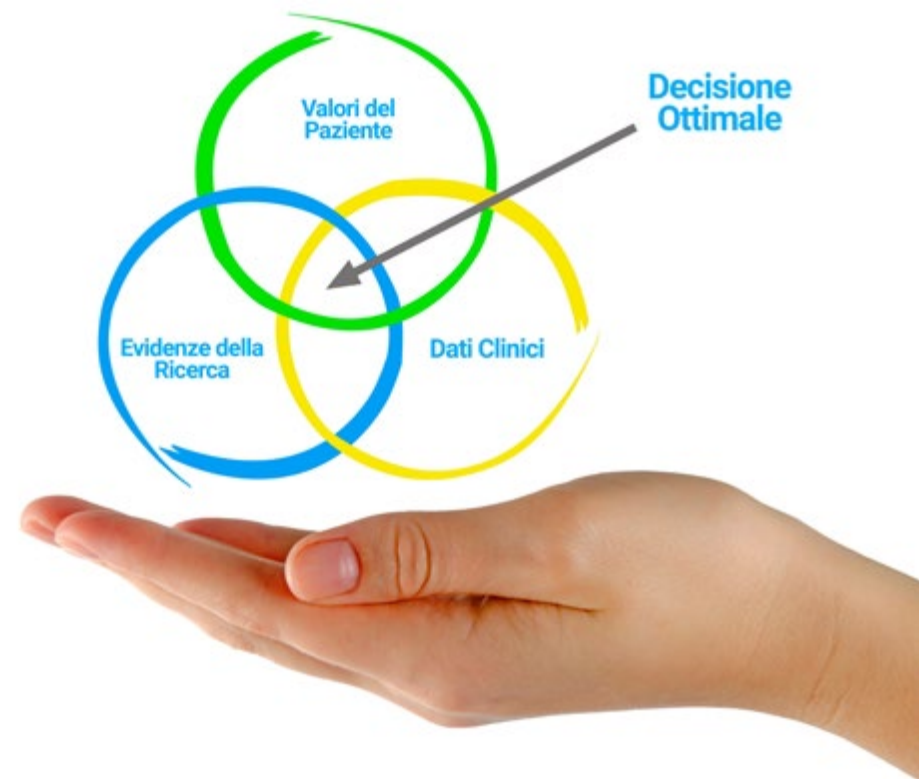 Valori del
Paziente
Decisione
Ottimale
Evidenze della
Ricerca
Dati Clinici